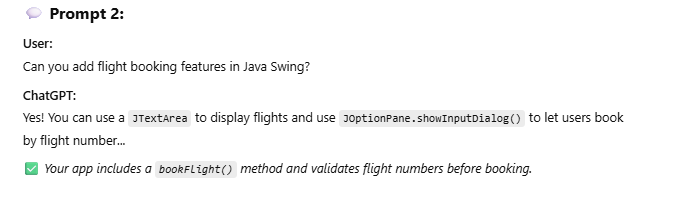 💬 Prompt 2:
User:
Can you add flight booking features in Java Swing?
ChatGPT:
Yes! You can use a JTextArea to display flights and use JOptionPane.showInputDialog() to let users book
by flight number...
✅ Your app includes a bookFlight() method and validates flight numbers before booking.